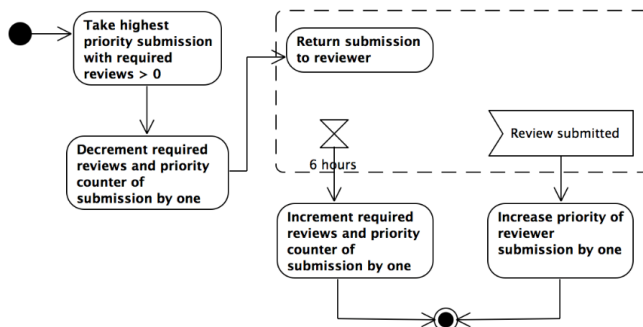 Take highest
priority submission
with required
reviews > 0
Return submission
to reviewer
Decrement required
reviews and priority
counter of
submission by one
6 hours
Review submitted
Increment required
reviews and priority
counter of
submission by one
Increase priority of
reviewer
submission by one